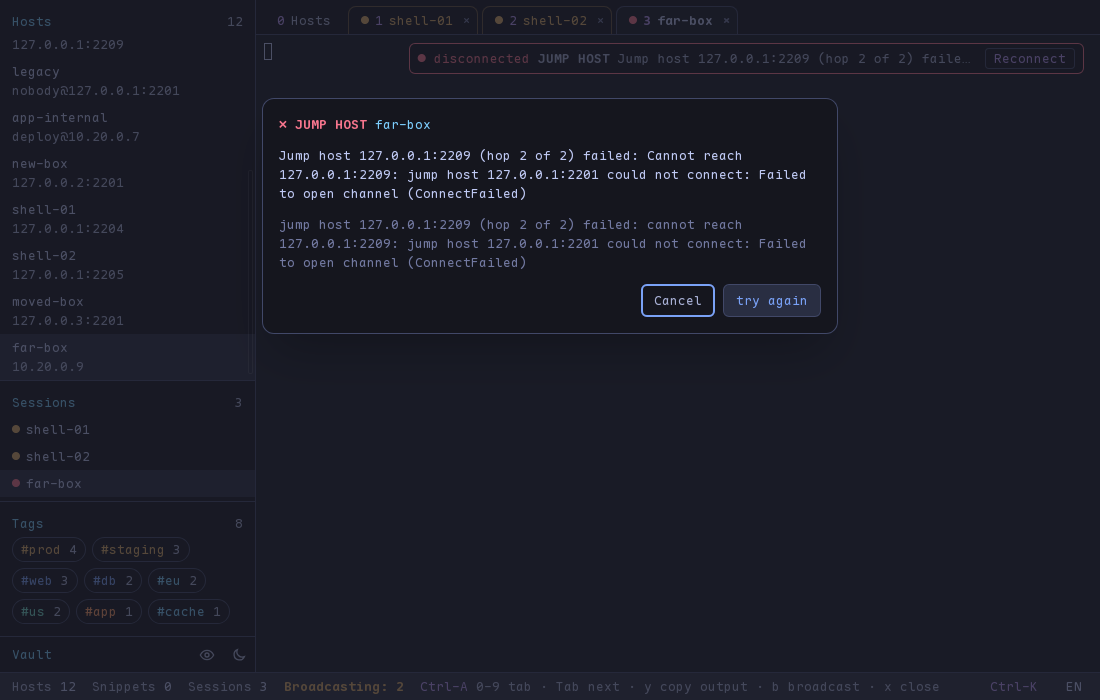 Hosts 12
127.0.0.1:2209
legacy
nobody@127.0.0.1:2201
app-internal
deploy@10.20.0.7
new-box
127.0.0.2:2201
shell-01
127.0.0.1:2204
shell-02
127.0.0.1:2205
moved-box
127.0.0.3:2201
far-box
10.20.0.9
Sessions 3
shell-01
shell-02
far-box
Tags 8
#prod 4 #staging 3
#web 3 #db 2 #eu 2
#us 2 #app 1 #cache 1
Vault
0 Hosts 1 shell-01 × 2 shell-02 × 3 far-box ×
disconnected JUMP HOST Jump host 127.0.0.1:2209 (hop 2 of 2) faile… Reconnect
× JUMP HOST far-box
Jump host 127.0.0.1:2209 (hop 2 of 2) failed: Cannot reach
127.0.0.1:2209: jump host 127.0.0.1:2201 could not connect: Failed
to open channel (ConnectFailed)
jump host 127.0.0.1:2209 (hop 2 of 2) failed: cannot reach
127.0.0.1:2209: jump host 127.0.0.1:2201 could not connect: Failed
to open channel (ConnectFailed)
Cancel try again
Hosts 12 Snippets 0 Sessions 3 Broadcasting: 2 Ctrl-A 0-9 tab · Tab next · y copy output · b broadcast · x close Ctrl-K EN